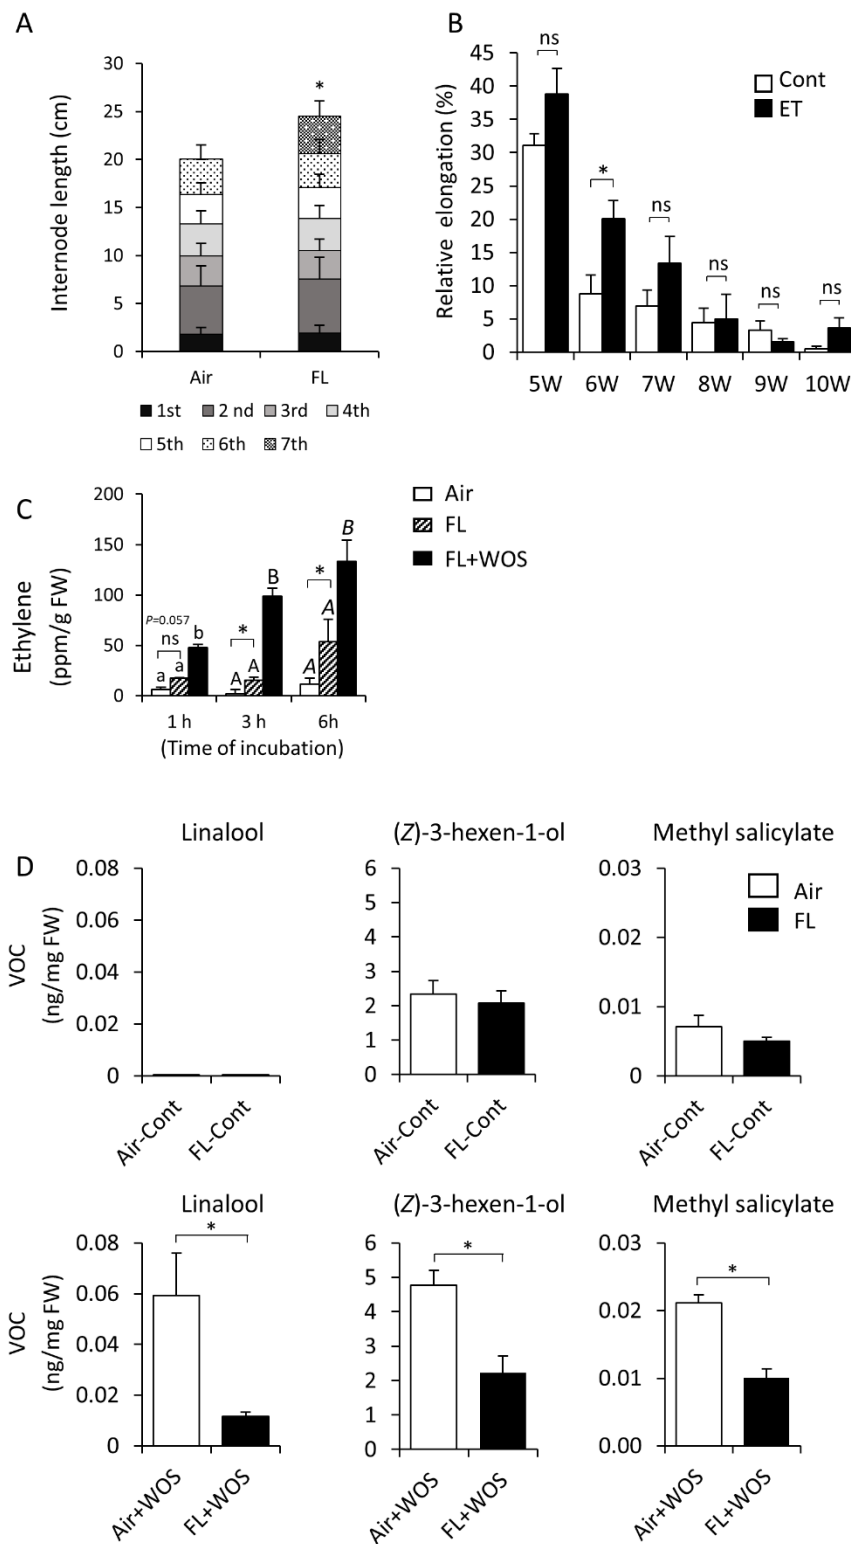 A
Internode length (cm)
30
25
20
15
10
5
0
*
Air FL
1st 2 nd 3rd 4th
5th 6th 7th
B
Relative elongation (%)
45
40
35
30
25
20
15
10
5
0
ns * ns ns ns ns
Cont
ET
5W 6W 7W 8W 9W 10W
C
Ethylene
(ppm/g FW)
200
150
100
50
0
P=0.057
ns * *
a a b A A B A A B
1 h 3 h 6h
(Time of incubation)
Air
FL
FL+WOS
D
Linalool
VOC
(ng/mg FW)
0.08
0.06
0.04
0.02
0
Air-Cont FL-Cont
(Z)-3-hexen-1-ol
6
5
4
3
2
1
0
Air-Cont FL-Cont
Methyl salicylate
0.03
0.02
0.01
0
Air
FL
Air-Cont FL-Cont
Linalool
VOC
(ng/mg FW)
0.08
0.06
0.04
0.02
0
*
Air+WOS FL+WOS
(Z)-3-hexen-1-ol
6
5
4
3
2
1
0
*
Air+WOS FL+WOS
Methyl salicylate
0.03
0.02
0.01
0.00
*
Air+WOS FL+WOS